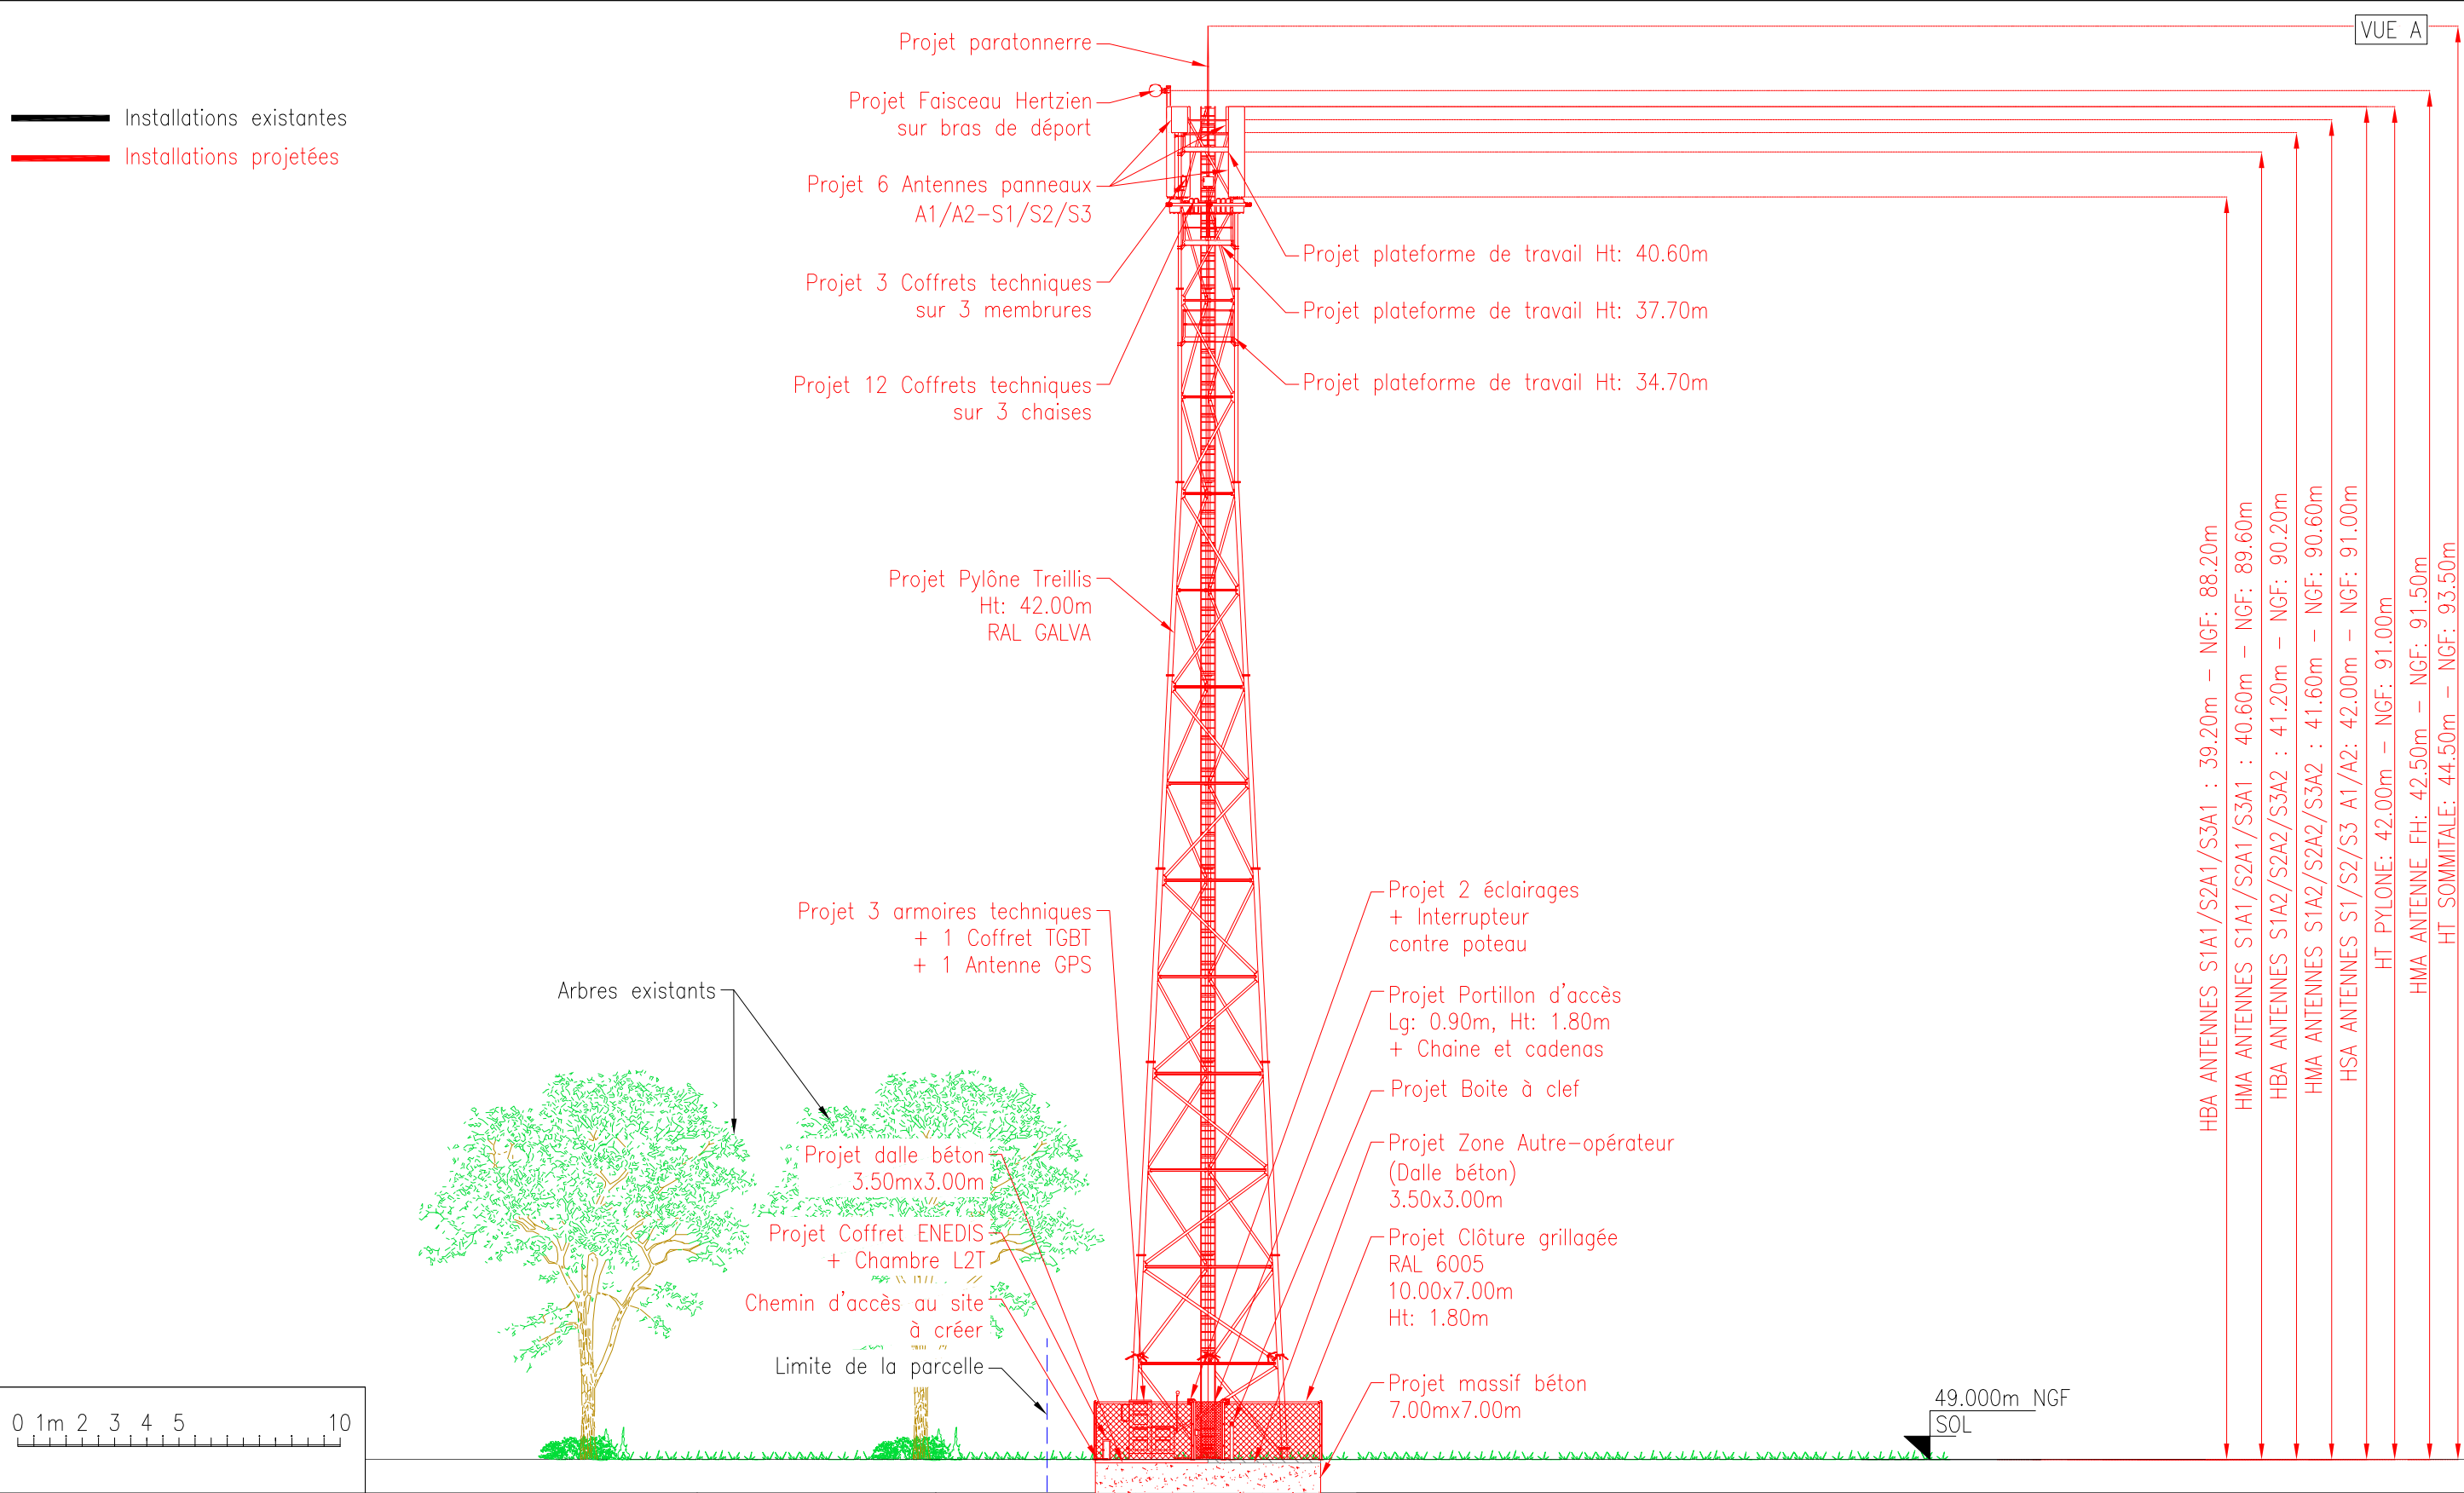 VUE A
Installations existantes
Installations projetées
Projet paratonnerre
Projet Faisceau Hertzien
sur bras de déport
Projet 6 Antennes panneaux
A1/A2-S1/S2/S3
Projet 3 Coffrets techniques
sur 3 membrures
Projet 12 Coffrets techniques
sur 3 chaises
Projet plateforme de travail Ht: 40.60m
Projet plateforme de travail Ht: 37.70m
Projet plateforme de travail Ht: 34.70m
Projet Pylône Treillis
Ht: 42.00m
RAL GALVA
Projet 3 armoires techniques
+ 1 Coffret TGBT
+ 1 Antenne GPS
Arbres existants
Projet dalle béton
3.50mx3.00m
Projet Coffret ENEDIS
+ Chambre L2T
Chemin d'accès au site
à créer
Limite de la parcelle
Projet 2 éclairages
+ Interrupteur
contre poteau
Projet Portillon d'accès
Lg: 0.90m, Ht: 1.80m
+ Chaine et cadenas
Projet Boite à clef
Projet Zone Autre-opérateur
(Dalle béton)
3.50x3.00m
Projet Clôture grillagée
RAL 6005
10.00x7.00m
Ht: 1.80m
Projet massif béton
7.00mx7.00m
HBA ANTENNES S1A1/S2A1/S3A1 : 39.20m - NGF: 88.20m
HMA ANTENNES S1A1/S2A1/S3A1 : 40.60m - NGF: 89.60m
HBA ANTENNES S1A2/S2A2/S3A2 : 41.20m - NGF: 90.20m
HMA ANTENNES S1A2/S2A2/S3A2 : 41.60m - NGF: 90.60m
HSA ANTENNES S1/S2/S3 A1/A2: 42.00m - NGF: 91.00m
HT PYLONE: 42.00m - NGF: 91.00m
HMA ANTENNE FH: 42.50m - NGF: 91.50m
HT SOMMITALE: 44.50m - NGF: 93.50m
49.000m NGF
SOL
0 1m 2 3 4 5 10